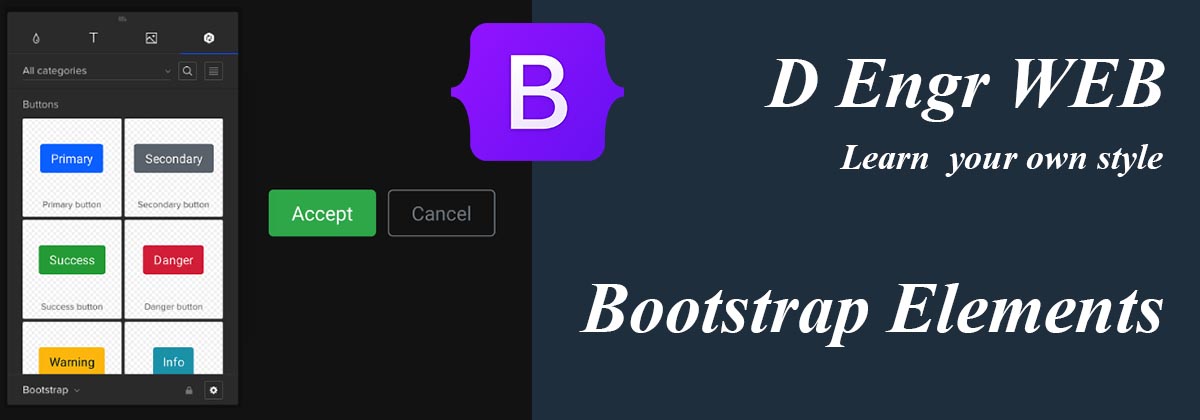 T
All categories
Buttons
Primary
Secondary
Primary button
Secondary button
Success
Danger
Success button
Danger button
Warning
Info
Bootstrap
Accept
Cancel
B
D Engr WEB
Learn your own style
Bootstrap Elements